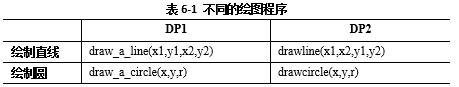 表 6-1 不同的绘图程序
DP1 DP2
绘制直线 draw_a_line(x1,y1,x2,y2) drawline(x1,x2,y1,y2)
绘制圆 draw_a_circle(x,y,r) drawcircle(x,y,r)